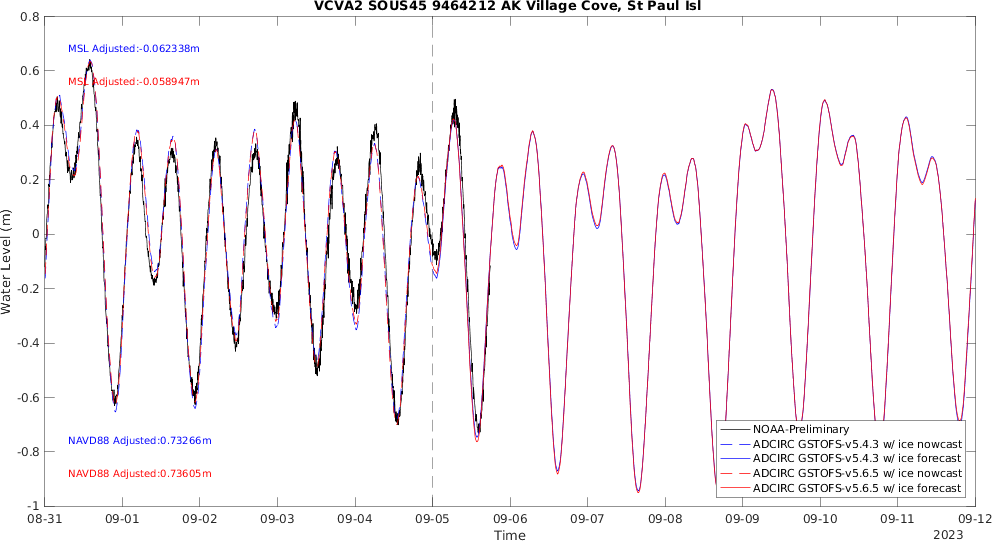 VCVA2 SOUS45 9464212 AK Village Cove, St Paul Isl
MSL Adjusted:-0.062338m
MSL Adjusted:-0.058947m
NAVD88 Adjusted:0.73266m
NAVD88 Adjusted:0.73605m
Water Level (m)
0.8
0.6
0.4
0.2
0
-0.2
-0.4
-0.6
-0.8
-1
NOAA-Preliminary
ADCIRC GSTOFS-v5.4.3 w/ ice nowcast
ADCIRC GSTOFS-v5.4.3 w/ ice forecast
ADCIRC GSTOFS-v5.6.5 w/ ice nowcast
ADCIRC GSTOFS-v5.6.5 w/ ice forecast
08-31 09-01 09-02 09-03 09-04 09-05 09-06 09-07 09-08 09-09 09-10 09-11 09-12
Time
2023